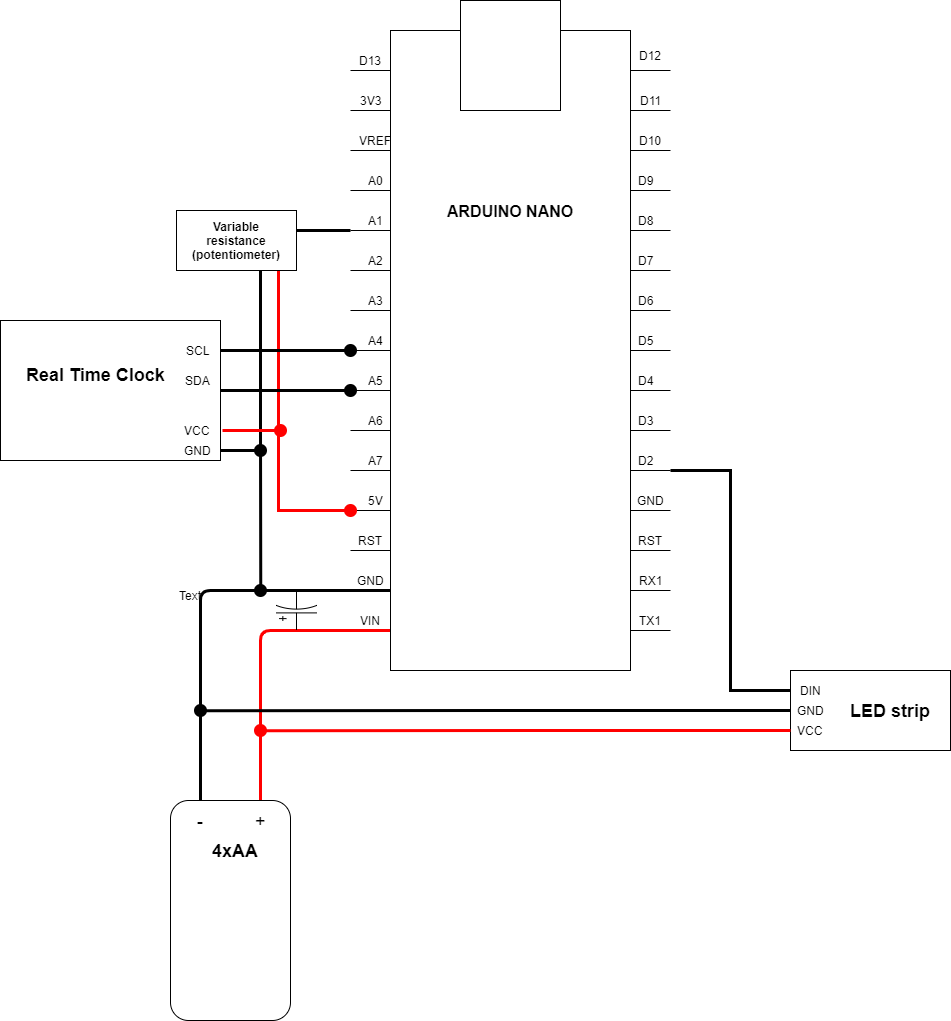 D13
3V3
VREF
A0
A1
A2
A3
A4
A5
A6
A7
5V
RST
GND
VIN
ARDUINO NANO
D12
D11
D10
D9
D8
D7
D6
D5
D4
D3
D2
GND
RST
RX1
TX1
Variable
resistance
(potentiometer)
Real Time Clock
SCL
SDA
VCC
GND
Text
+
DIN
GND
VCC
LED strip
- +
4xAA